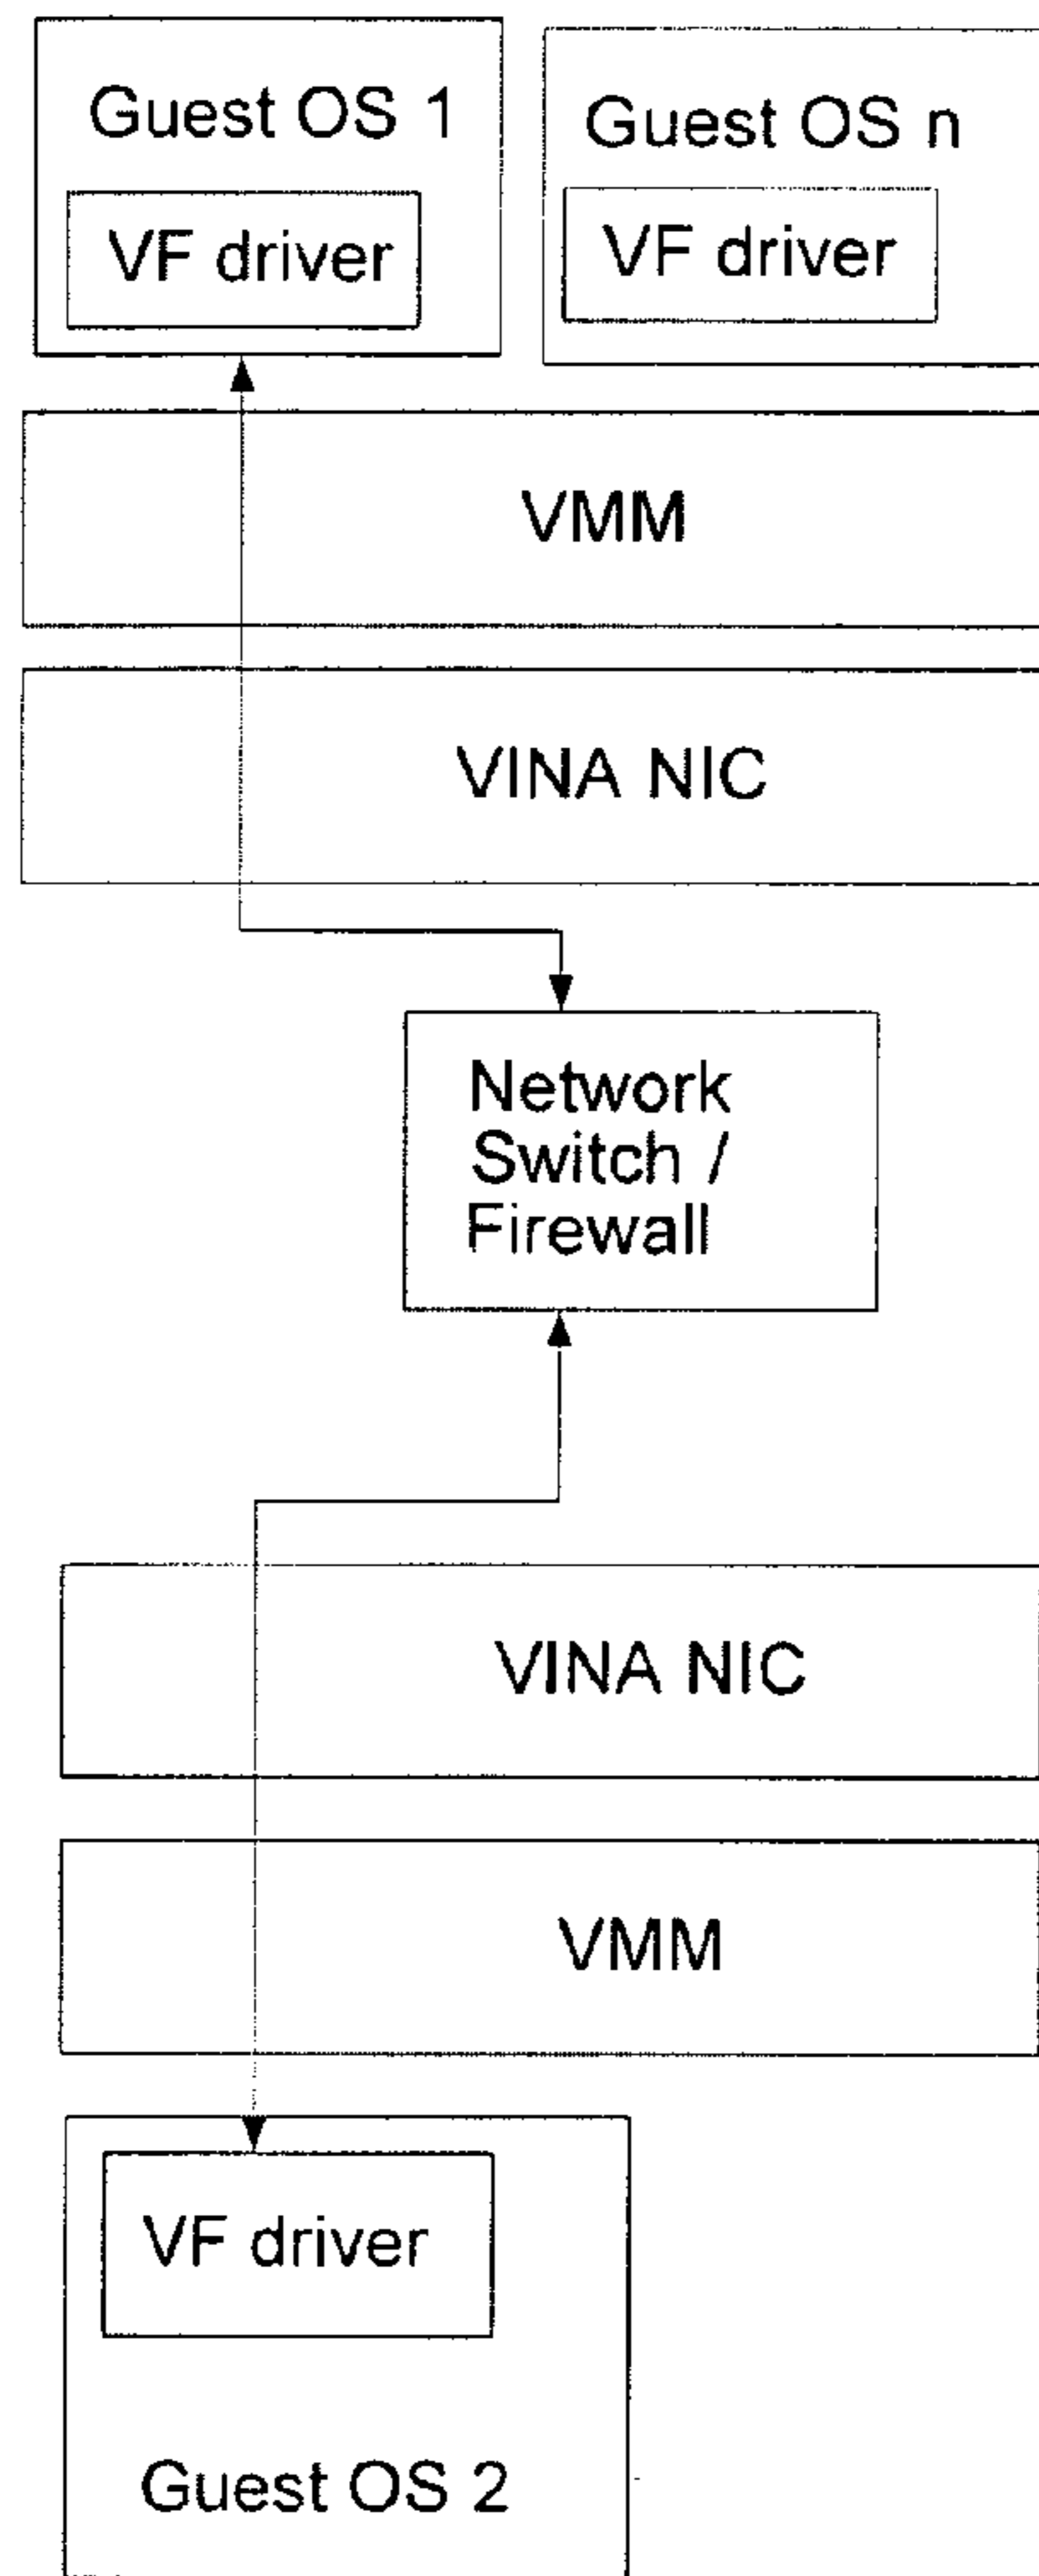 Guest OS 1
Guest OS n
VF driver
VF driver
VMM
VINA NIC
Network
Switch /
Firewall
VINA NIC
VMM
VF driver
Guest OS 2